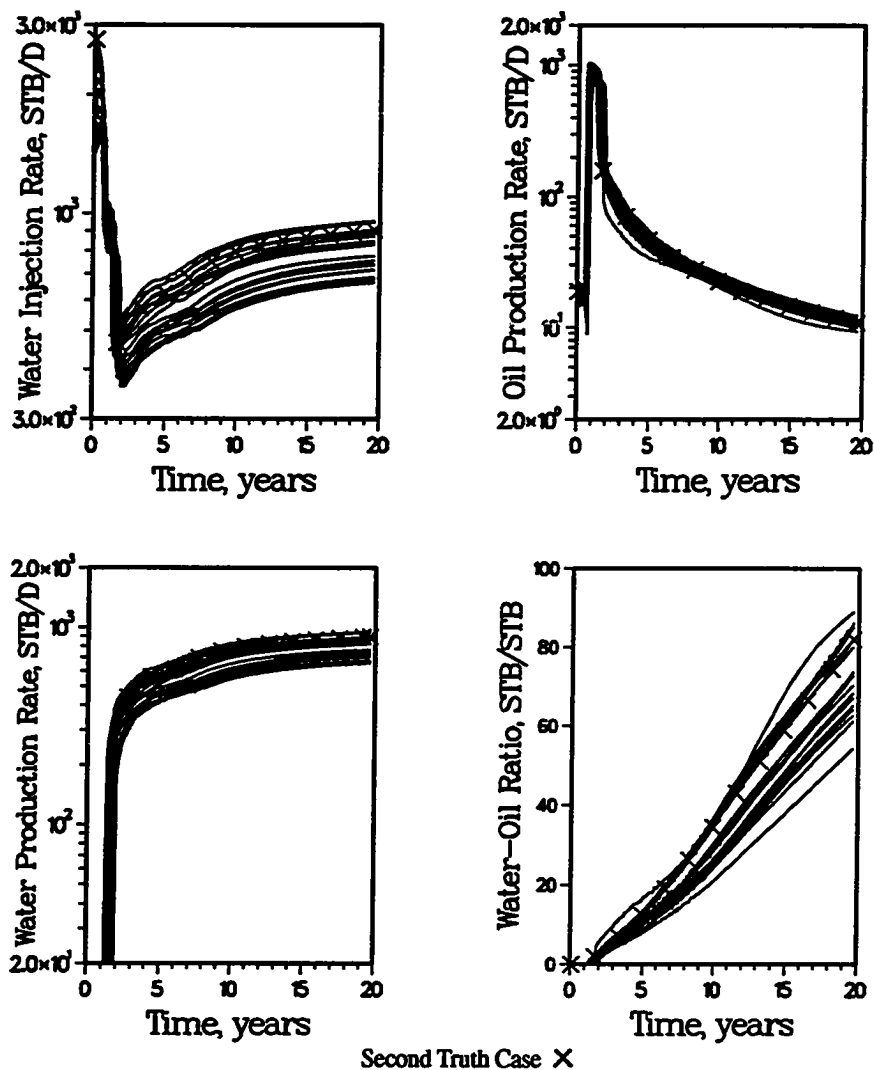 3.0×10³
2.0×10³
10³
10³
10²
10¹
3.0×10²
2.0×10⁰
Water Injection Rate, STB/D
Oil Production Rate, STB/D
0 5 10 15 20
0 5 10 15 20
Time, years
Time, years
2.0×10³
100
10³
80
60
10²
40
20
2.0×10¹
0
Water Production Rate, STB/D
Water-Oil Ratio, STB/STB
0 5 10 15 20
0 5 10 15 20
Time, years
Time, years
Second Truth Case ×